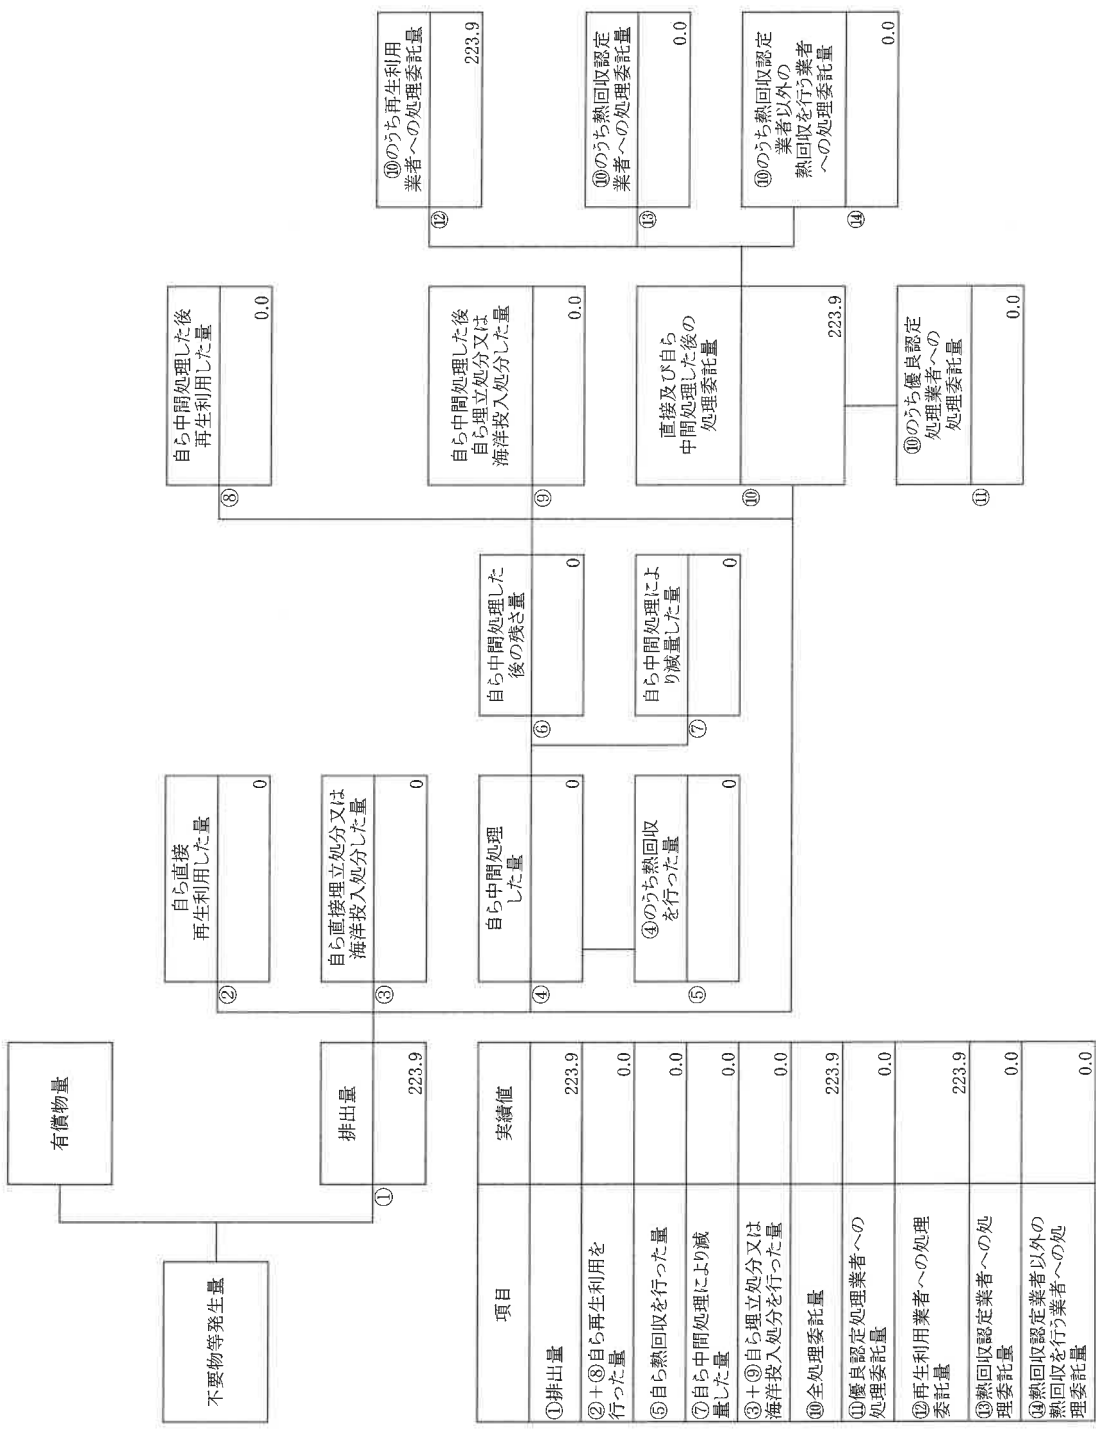 不要物等発生量
有償物量
①
排出量
223.9
②
自ら直接
再生利用した量
0
③
自ら直接埋立処分又は
海洋投入処分した量
0
④
自ら中間処理
した量
0
⑤
④のうち熱回収
を行った量
0
⑥
自ら中間処理した
後の残さ量
0
⑦
自ら中間処理によ
り減量した量
0
⑧
自ら中間処理した後
再生利用した量
0.0
⑨
自ら中間処理した後
自ら埋立処分又は
海洋投入処分した量
0.0
⑩
直接及び自ら
中間処理した後の
処理委託量
223.9
⑪
⑩のうち優良認定
処理業者への
処理委託量
0.0
⑫
⑩のうち再生利用
業者への処理委託量
223.9
⑬
⑩のうち熱回収認定
業者への処理委託量
0.0
⑭
⑩のうち熱回収認定
業者以外の
熱回収を行う業者
への処理委託量
0.0
項目 実績値
①排出量 223.9
②+⑧自ら再生利用を
行った量 0.0
⑤自ら熱回収を行った量 0.0
⑦自ら中間処理により減
量した量 0.0
③+⑨自ら埋立処分又は
海洋投入処分を行った量 0.0
⑩全処理委託量 223.9
⑪優良認定処理業者への
処理委託量 0.0
⑫再生利用業者への処理
委託量 223.9
⑬熱回収認定業者への処
理委託量 0.0
⑭熱回収認定業者以外の
熱回収を行う業者への処
理委託量 0.0